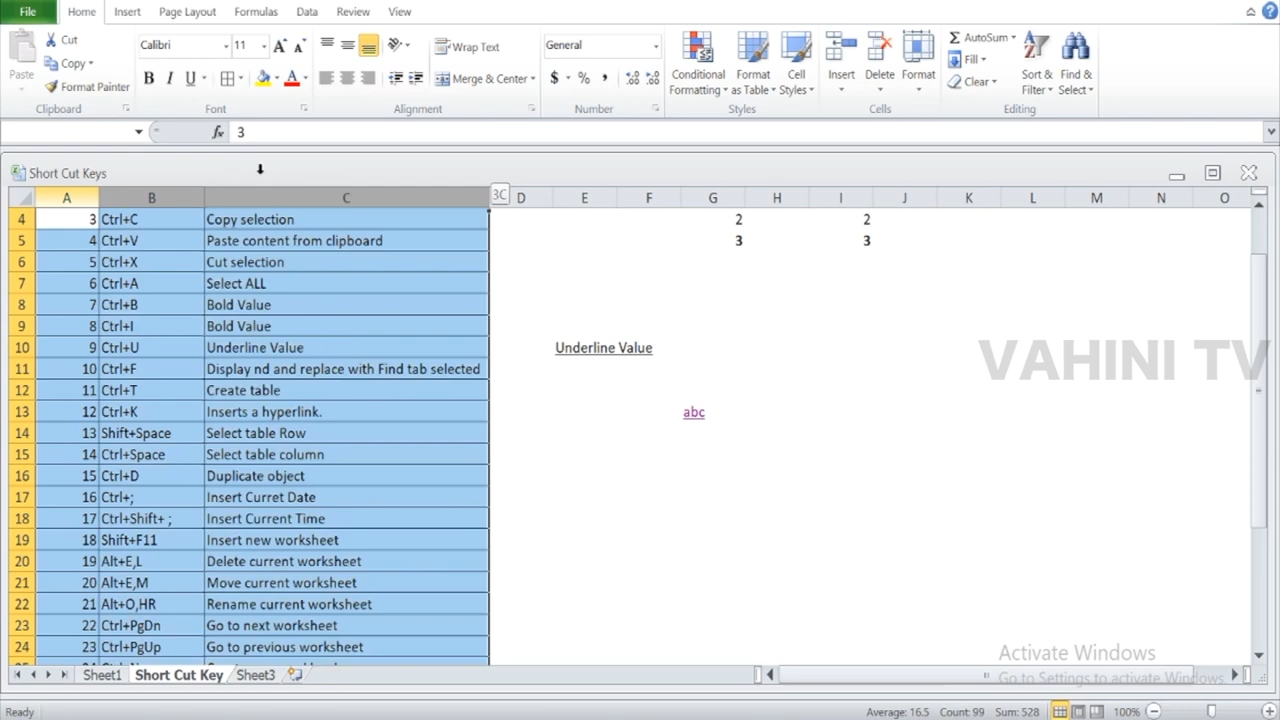 File Home Insert Page Layout Formulas Data Review View
Paste Cut Copy Format Painter Clipboard
Calibri 11 B I U A Font
Wrap Text Merge & Center Alignment
General $ % , Number
Conditional Formatting Format as Table Cell Styles Styles
Insert Delete Format Cells
AutoSum Fill Clear Sort & Filter Find & Select Editing
fx 3
Short Cut Keys
A B C 3C D E F G H I J K L M N O
4 3 Ctrl+C Copy selection 2 2
5 4 Ctrl+V Paste content from clipboard 3 3
6 5 Ctrl+X Cut selection
7 6 Ctrl+A Select ALL
8 7 Ctrl+B Bold Value
9 8 Ctrl+I Bold Value
10 9 Ctrl+U Underline Value Underline Value
11 10 Ctrl+F Display nd and replace with Find tab selected
VAHINI TV
12 11 Ctrl+T Create table
13 12 Ctrl+K Inserts a hyperlink. abc
14 13 Shift+Space Select table Row
15 14 Ctrl+Space Select table column
16 15 Ctrl+D Duplicate object
17 16 Ctrl+; Insert Curret Date
18 17 Ctrl+Shift+ ; Insert Current Time
19 18 Shift+F11 Insert new worksheet
20 19 Alt+E,L Delete current worksheet
21 20 Alt+E,M Move current worksheet
22 21 Alt+O,HR Rename current worksheet
23 22 Ctrl+PgDn Go to next worksheet
24 23 Ctrl+PgUp Go to previous worksheet
Activate Windows
Go to Settings to activate Windows.
Sheet1 Short Cut Key Sheet3
Ready Average: 16.5 Count: 99 Sum: 528 100%